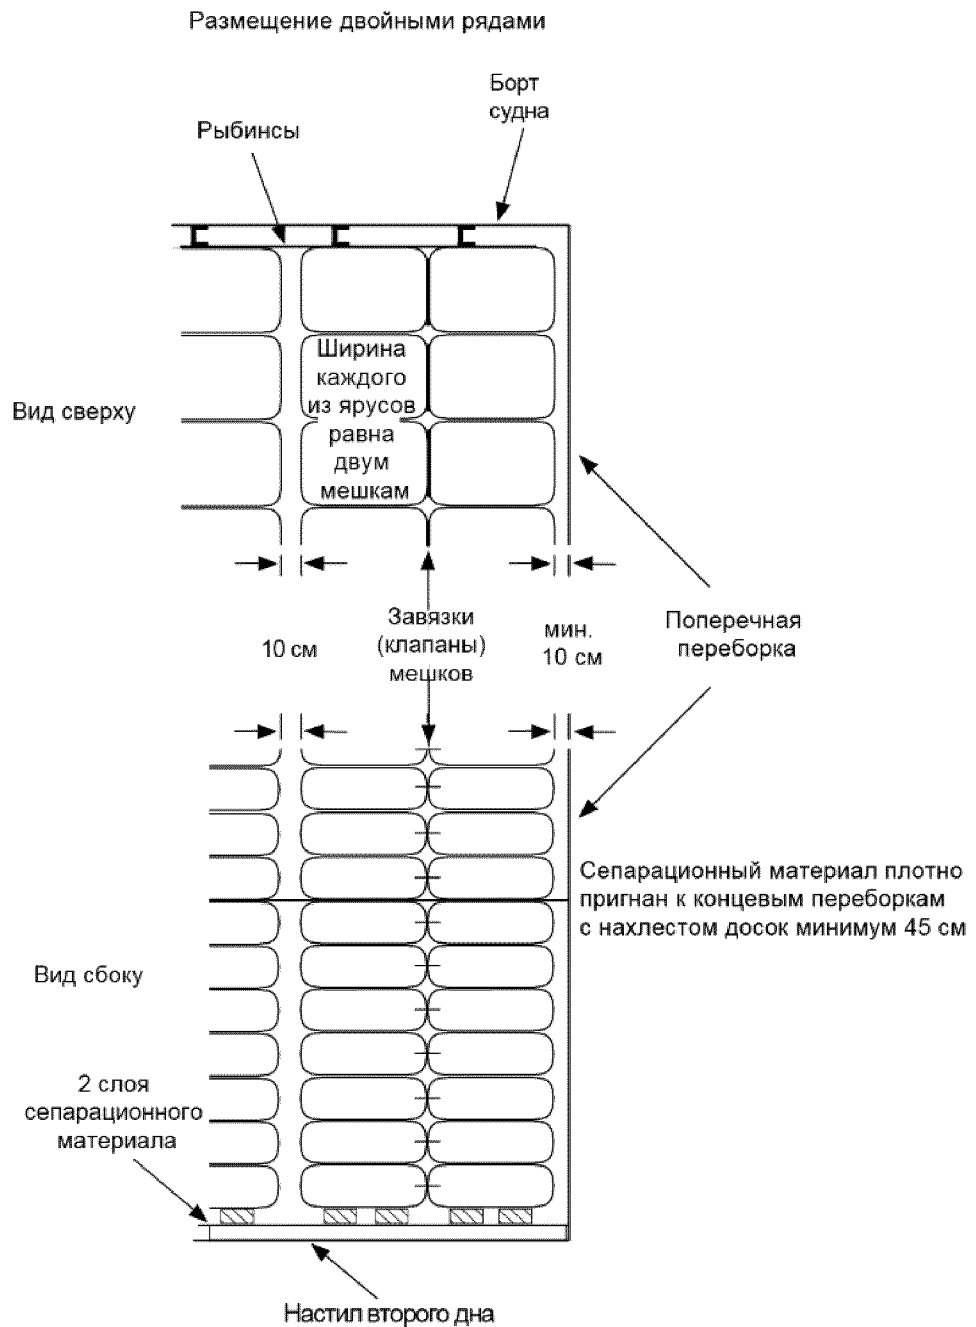 Размещение двойными рядами
Борт
судна
Рыбинсы
Ширина
каждого
из ярусов
равна
двум
мешкам
Вид сверху
Завязки
(клапаны)
мешков
10 см
мин.
10 см
Поперечная
переборка
Сепарационный материал плотно
пригнан к концевым переборкам
с нахлестом досок минимум 45 см
Вид сбоку
2 слоя
сепарационного
материала
Настил второго дна